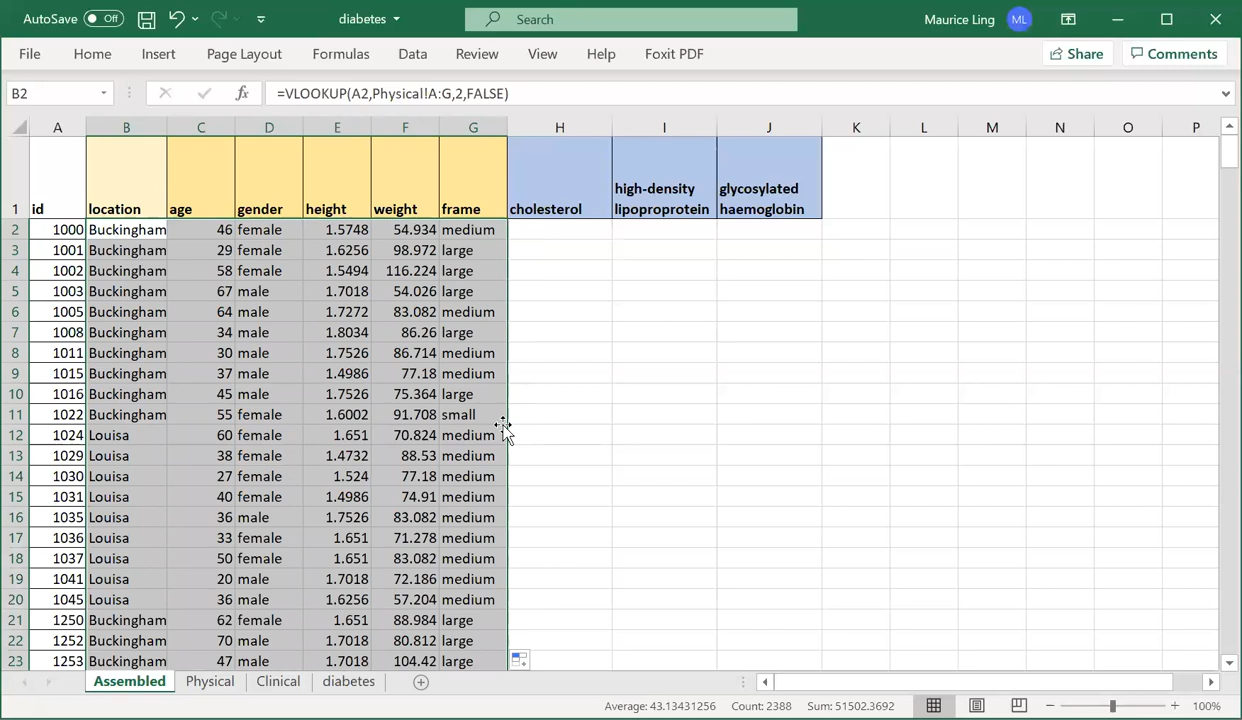 AutoSave Off diabetes Search Maurice Ling ML
File Home Insert Page Layout Formulas Data Review View Help Foxit PDF Share Comments
B2 fx =VLOOKUP(A2,Physical!A:G,2,FALSE)
A B C D E F G H I J K L M N O P
high-density glycosylated
1 id location age gender height weight frame cholesterol lipoproprotein haemoglobin
2 1000 Buckingham 46 female 1.5748 54.934 medium
3 1001 Buckingham 29 female 1.6256 98.972 large
4 1002 Buckingham 58 female 1.5494 116.224 large
5 1003 Buckingham 67 male 1.7018 54.026 large
6 1005 Buckingham 64 male 1.7272 83.082 medium
7 1008 Buckingham 34 male 1.8034 86.26 large
8 1011 Buckingham 30 male 1.7526 86.714 medium
9 1015 Buckingham 37 male 1.4986 77.18 medium
10 1016 Buckingham 45 male 1.7526 75.364 large
11 1022 Buckingham 55 female 1.6002 91.708 small
12 1024 Louisa 60 female 1.651 70.824 medium
13 1029 Louisa 38 female 1.4732 88.53 medium
14 1030 Louisa 27 female 1.524 77.18 medium
15 1031 Louisa 40 female 1.4986 74.91 medium
16 1035 Louisa 36 male 1.7526 83.082 medium
17 1036 Louisa 33 female 1.651 71.278 medium
18 1037 Louisa 50 female 1.651 83.082 medium
19 1041 Louisa 20 male 1.7018 72.186 medium
20 1045 Louisa 36 male 1.6256 57.204 medium
21 1250 Buckingham 62 female 1.651 88.984 large
22 1252 Buckingham 70 male 1.7018 80.812 large
23 1253 Buckingham 47 male 1.7018 104.42 large
Assembled Physical Clinical diabetes
Average: 43.13431256 Count: 2388 Sum: 51502.3692 100%